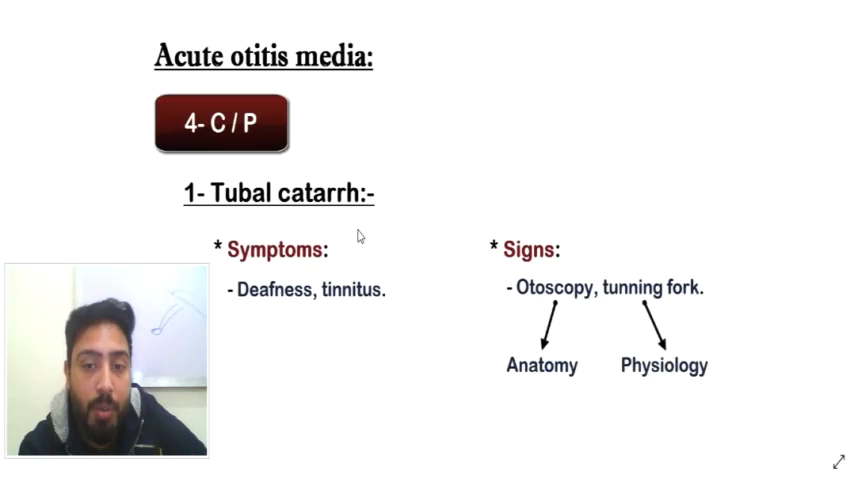 Acute otitis media:
4- C / P
1- Tubal catarrh:-
* Symptoms:
- Deafness, tinnitus.
* Signs:
- Otoscopy, tunning fork.
Anatomy
Physiology